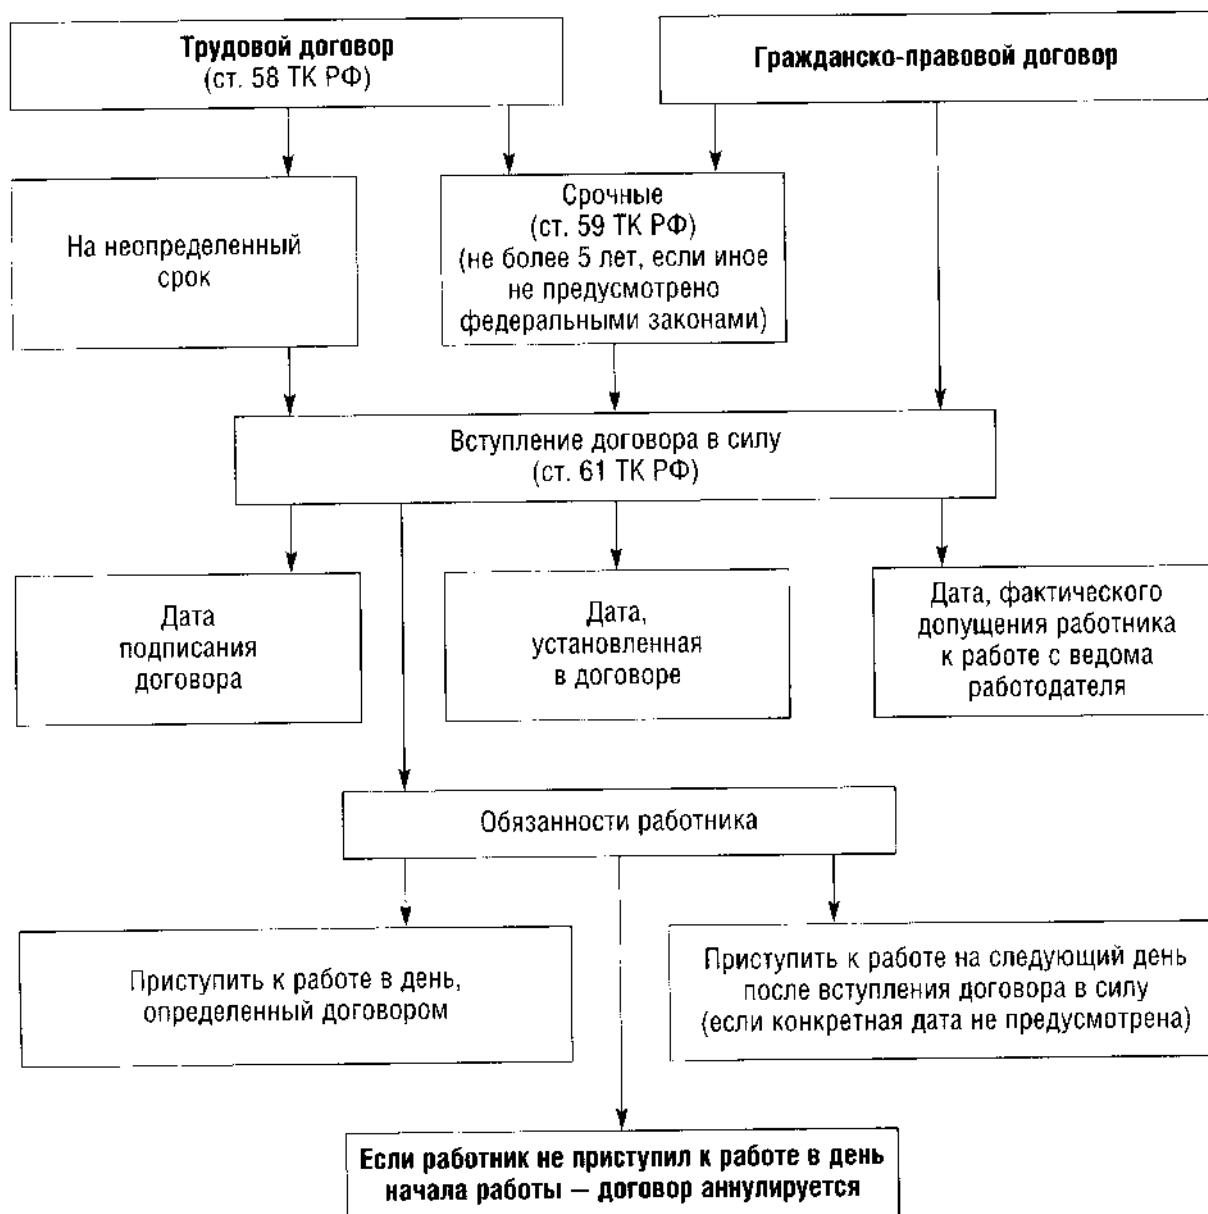 Трудовой договор
(ст. 58 ТК РФ)
Гражданско-правовой договор
На неопределенный
срок
Срочные
(ст. 59 ТК РФ)
(не более 5 лет, если иное
не предусмотрено
федеральными законами)
Вступление договора в силу
(ст. 61 ТК РФ)
Дата
подписания
договора
Дата,
установленная
в договоре
Дата, фактического
допущения работника
к работе с ведома
работодателя
Обязанности работника
Приступить к работе в день,
определенный договором
Приступить к работе на следующий день
после вступления договора в силу
(если конкретная дата не предусмотрена)
Если работник не приступил к работе в день
начала работы — договор аннулируется